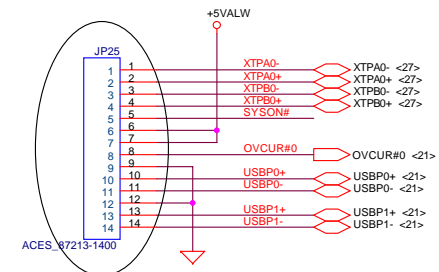 +5VALW
JP25
1 1 XTPA0- XTPA0- <27>
2 2 XTPA0+ XTPA0+ <27>
3 3 XTPB0- XTPB0- <27>
4 4 XTPB0+ XTPB0+ <27>
5 5 SYSON#
6 6
7 7
8 8 OVCUR#0 OVCUR#0 <21>
9 9
10 10 USBP0+ USBP0+ <21>
11 11 USBP0- USBP0- <21>
12 12
13 13 USBP1+ USBP1+ <21>
14 14 USBP1- USBP1- <21>
ACES_87213-1400